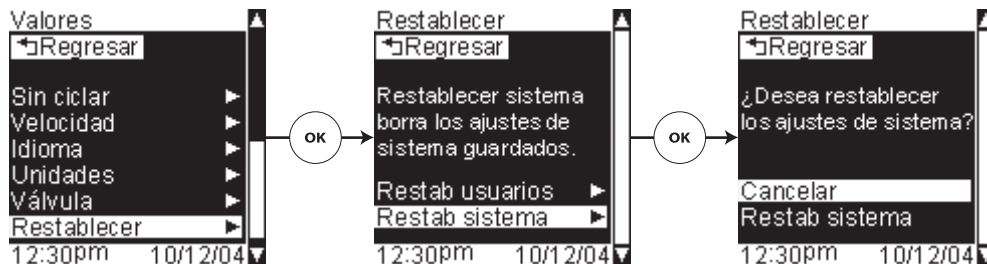 Valores
Regresar
Sin ciclar
Velocidad
Idioma
Unidades
Válvula
Restablecer
12:30pm 10/12/04
OK
Restablecer
Regresar
Restablecer sistema
borra los ajustes de
sistema guardados.
Restab usuarios
Restab sistema
12:30pm 10/12/04
OK
Restablecer
Regresar
¿Desea restablecer
los ajustes de sistema?
Cancelar
Restab sistema
12:30pm 10/12/04